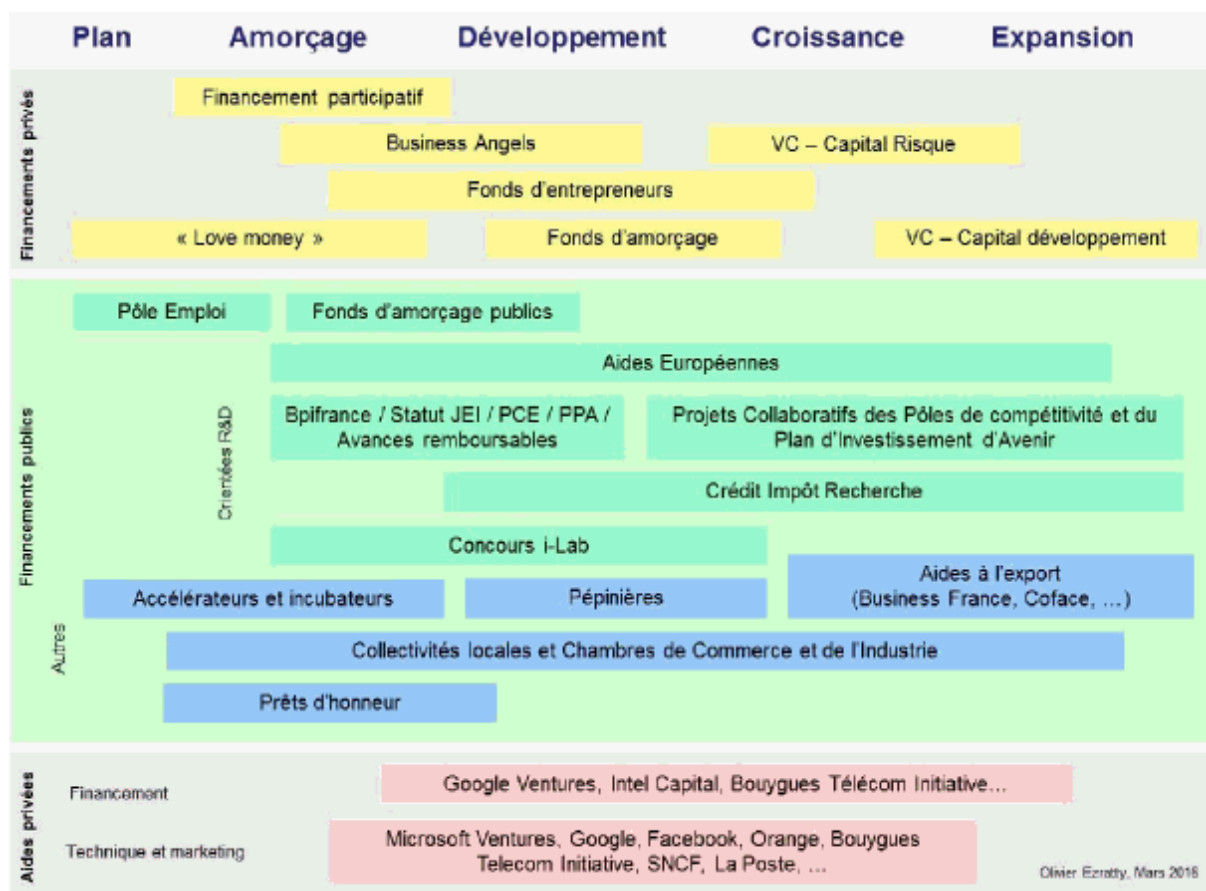 Plan Amorçage Développement Croissance Expansion
Financements privés
Financement participatif
Business Angels
VC – Capital Risque
Fonds d'entrepreneurs
« Love money »
Fonds d'amorçage
VC – Capital développement
Financements publics
Orientées R&D
Pôle Emploi
Fonds d'amorçage publics
Aides Européennes
Bpifrance / Statut JEI / PCE / PPA /
Avances remboursables
Projets Collaboratifs des Pôles de compétitivité et du
Plan d'Investissement d'Avenir
Crédit Impôt Recherche
Concours i-Lab
Autres
Accélérateurs et incubateurs
Pépinières
Aides à l'export
(Business France, Coface, …)
Collectivités locales et Chambres de Commerce et de l'Industrie
Prêts d'honneur
Aides privées
Financement
Google Ventures, Intel Capital, Bouygues Télécom Initiative…
Technique et marketing
Microsoft Ventures, Google, Facebook, Orange, Bouygues
Telecom Initiative, SNCF, La Poste, …
Olivier Ezratty, Mars 2016